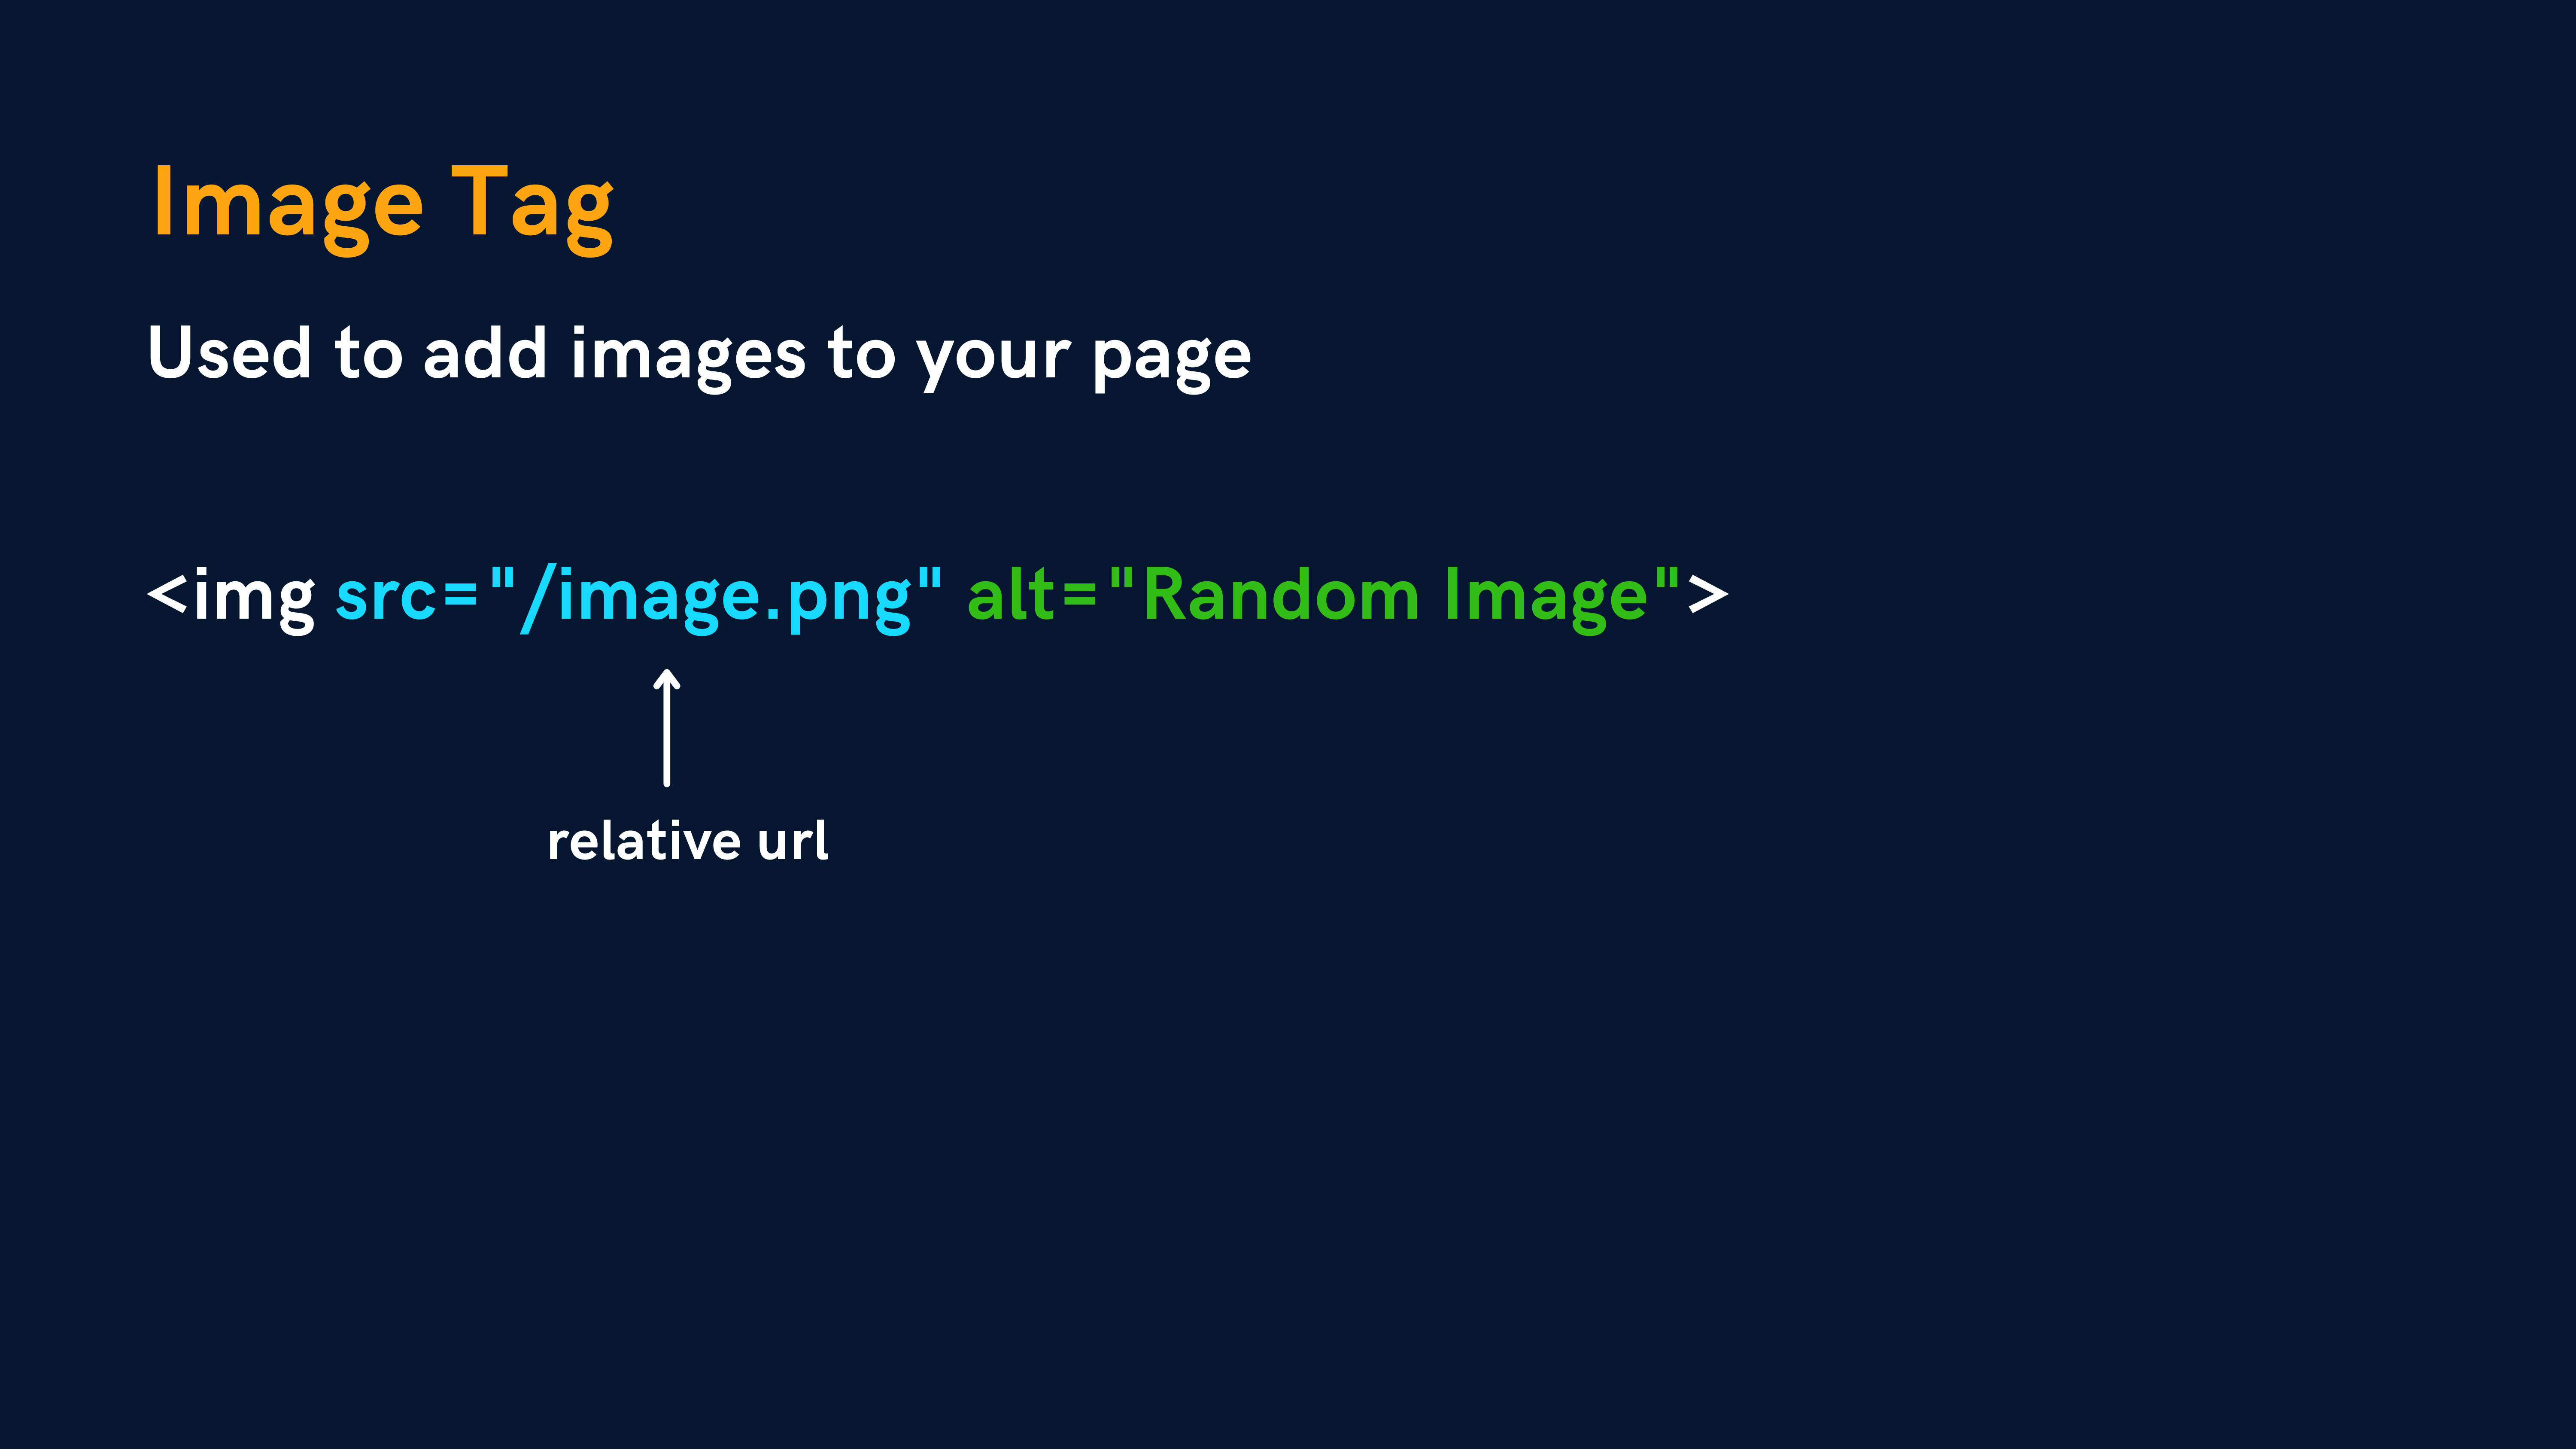 Image Tag
Used to add images to your page
<img src="/image.png" alt="Random Image">
relative url